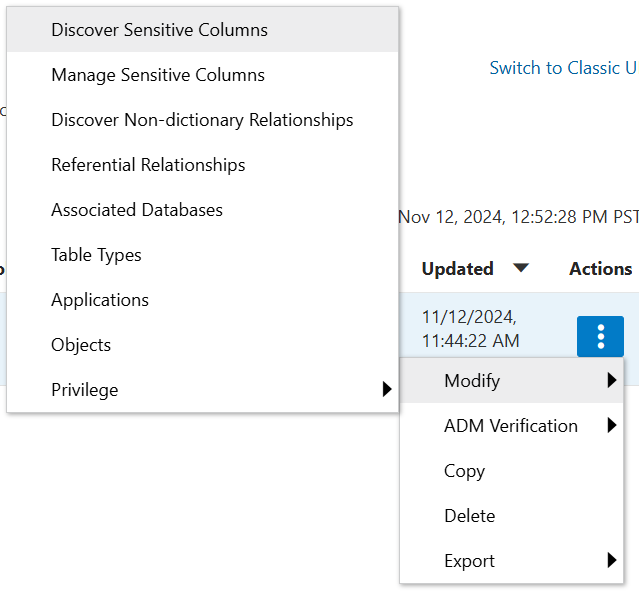 Discover Sensitive Columns
Manage Sensitive Columns
Discover Non-dictionary Relationships
Referential Relationships
Associated Databases
Table Types
Applications
Objects
Privilege
Switch to Classic U
Nov 12, 2024, 12:52:28 PM PST
Updated
Actions
11/12/2024,
11:44:22 AM
Modify
ADM Verification
Copy
Delete
Export